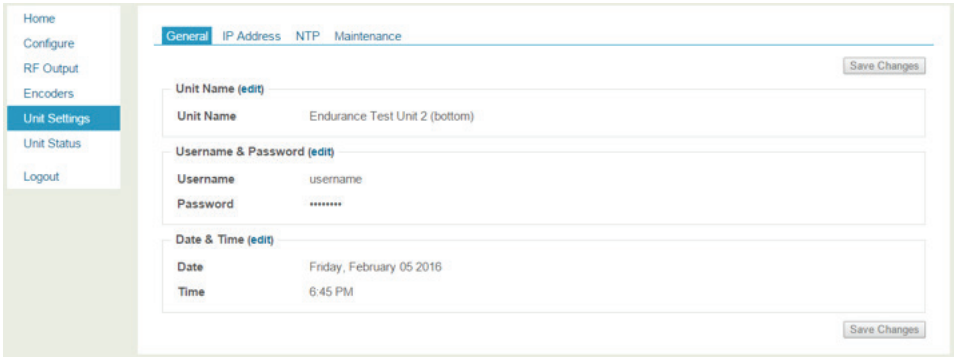 Home
Configure
RF Output
Encoders
Unit Settings
Unit Status
Logout
General IP Address NTP Maintenance
Save Changes
Unit Name (edit)
Unit Name Endurance Test Unit 2 (bottom)
Username & Password (edit)
Username username
Password ••••••••
Date & Time (edit)
Date Friday, February 05 2016
Time 6:45 PM
Save Changes